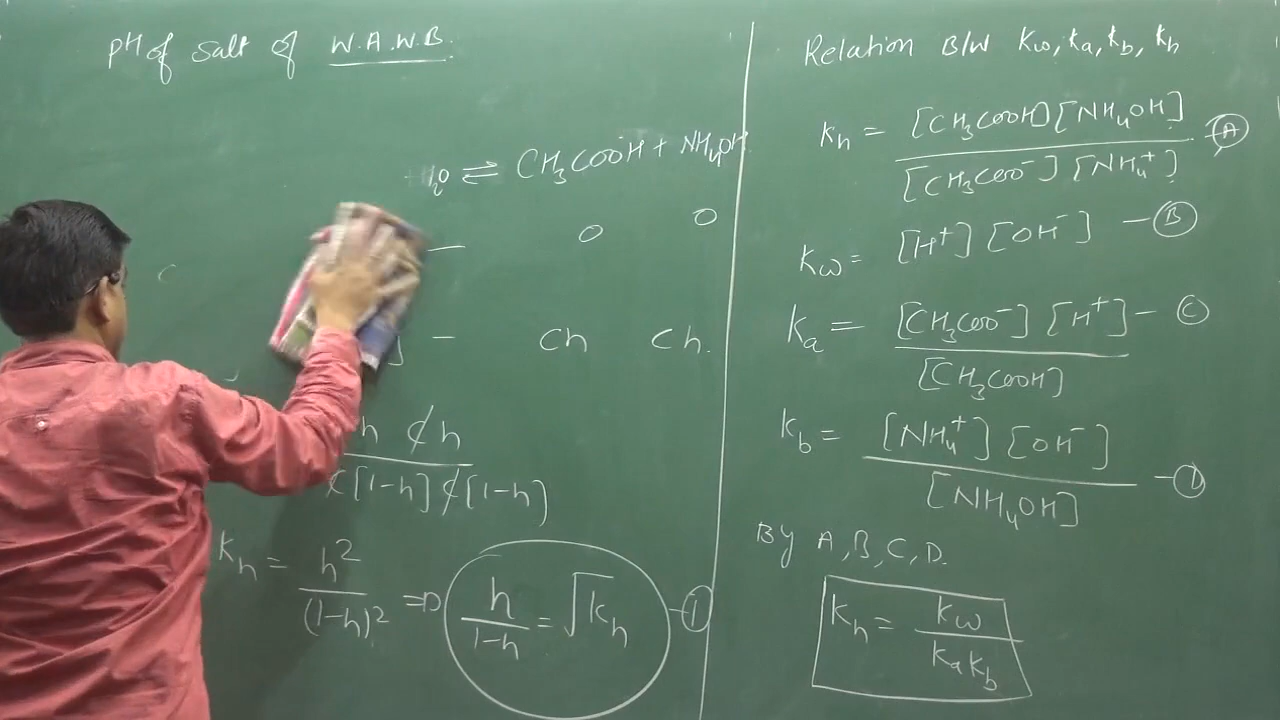 pH of Salt of W.A.W.B.
H₂O ⇌ CH₃COOH + NH₄OH
— 0 0
] — Ch Ch.
h ₵h
₵[1-h] ₵[1-h]
Kh = h² / (1-h)² ⇒ h / 1-h = √Kh —①
Relation B/W Kw, Ka, Kb, Kh
Kh = [CH₃COOH][NH₄OH] / [CH₃COO⁻][NH₄⁺] —Ⓐ
Kw = [H⁺][OH⁻] —Ⓑ
Ka = [CH₃COO⁻][H⁺] / [CH₃COOH] —Ⓒ
Kb = [NH₄⁺][OH⁻] / [NH₄OH] —Ⓓ
By A, B, C, D.
Kh = Kw / KaKb